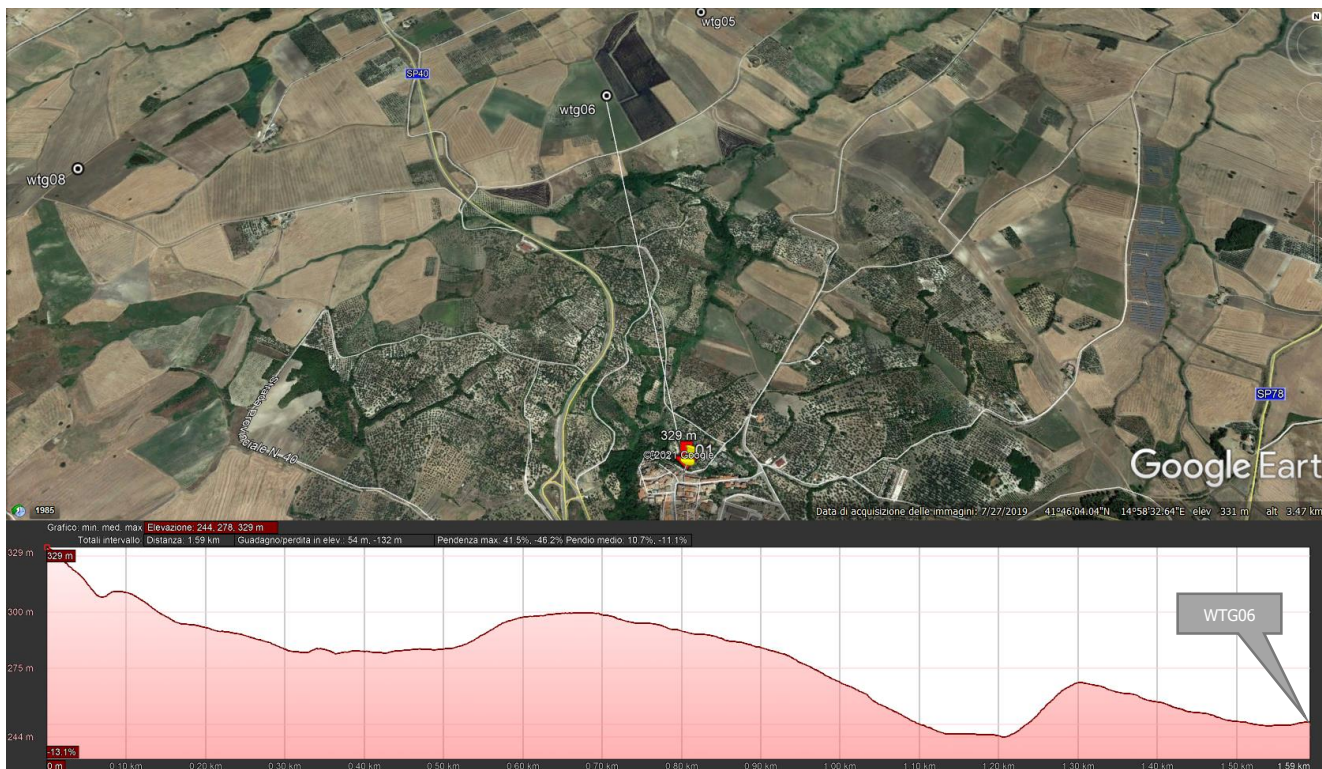 wtg05
SP40
wtg06
wtg08
SP78
Provinciale N. 40
329 m
01
©2021 Google
Google Eart
N
1985
Data di acquisizione delle immagini: 7/27/2019 41°46'04.04"N 14°58'32.64"E elev 331 m alt 3.47 km
Grafico: min. med. max Elevazione: 244, 278, 329 m
Totali intervallo: Distanza: 1.59 km Guadagno/perdita in elev.: 54 m, -132 m Pendenza max: 41.5%, -46.2% Pendio medio: 10.7%, -11.1%
329 m
329 m
300 m
275 m
244 m
-13.1%
WTG06
0 m 0.10 km 0.20 km 0.30 km 0.40 km 0.50 km 0.60 km 0.70 km 0.80 km 0.90 km 1.00 km 1.10 km 1.20 km 1.30 km 1.40 km 1.50 km 1.59 km